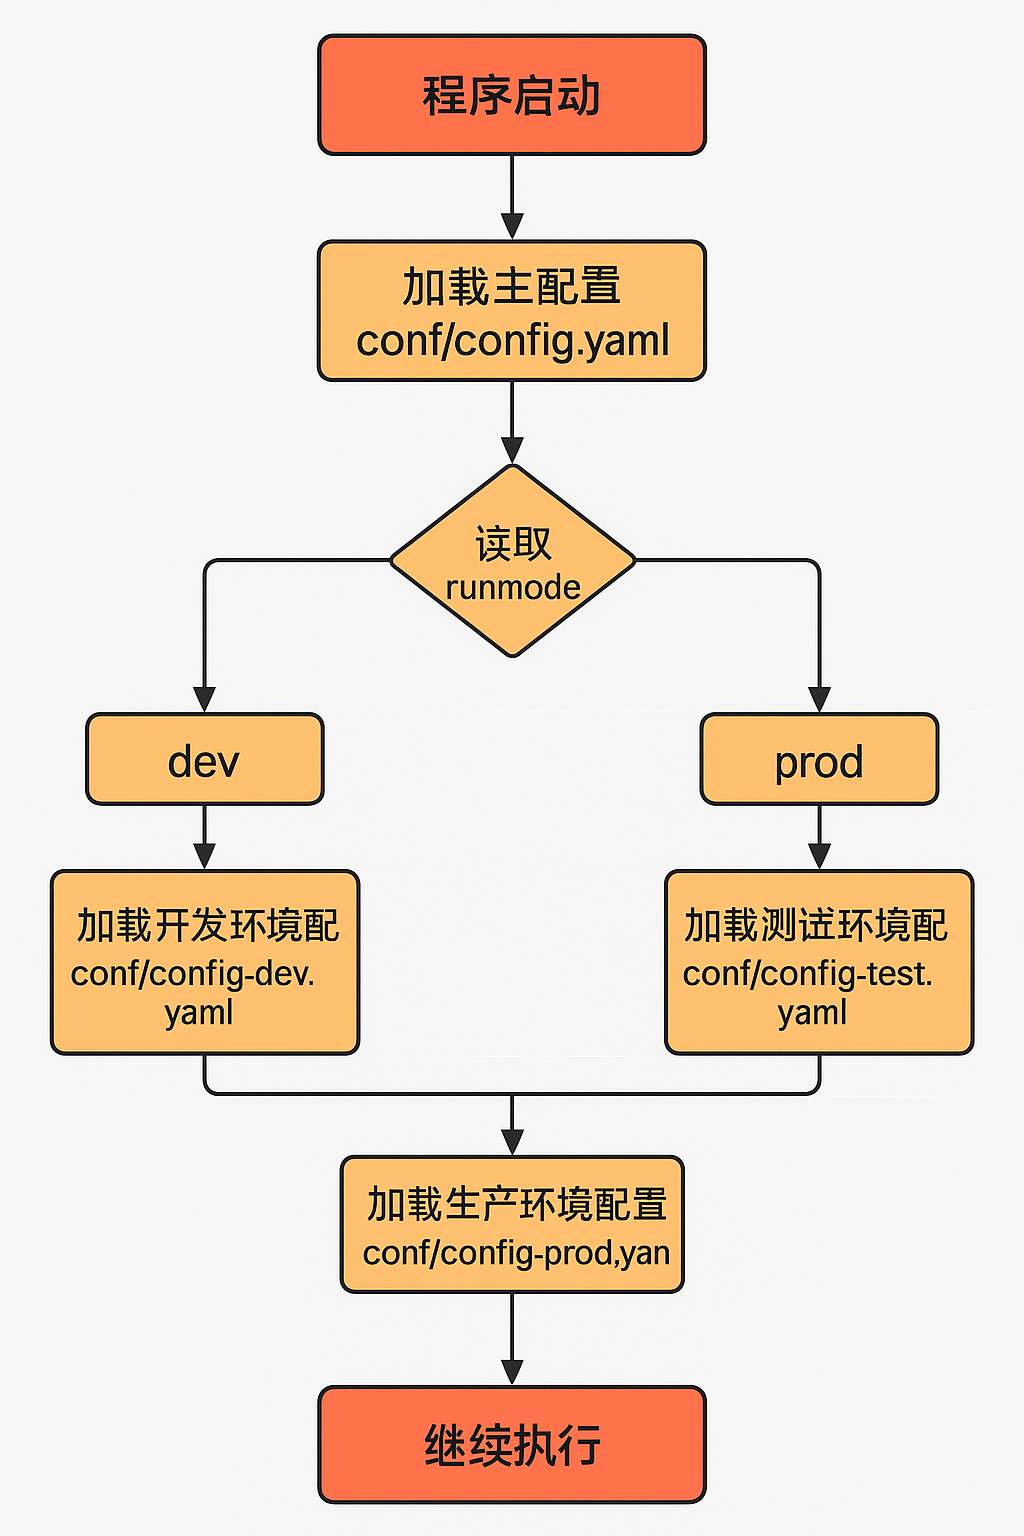 程序启动
加载主配置
conf/config.yaml
读取
runmode
dev
prod
加载开发环境配
conf/config-dev.
yaml
加载测试环境配
conf/config-test.
yaml
加载生产环境配置
conf/config-prod,yan
继续执行